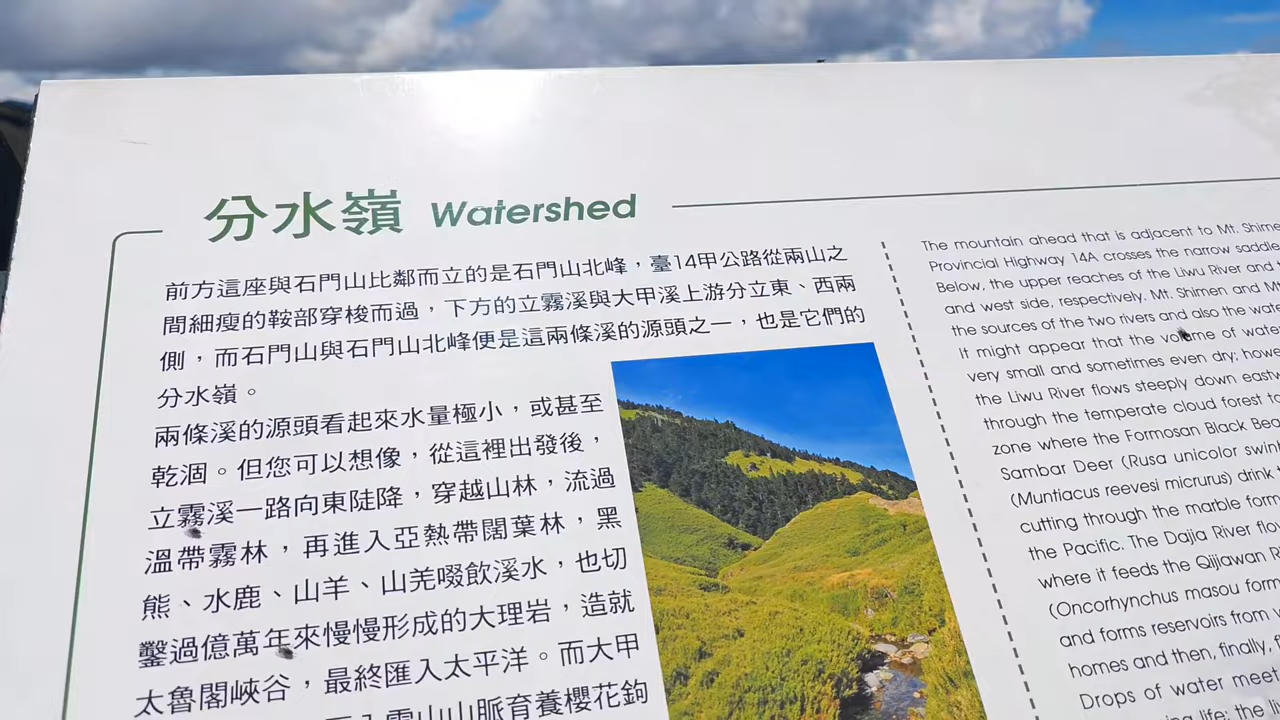 分水嶺 Watershed
前方這座與石門山比鄰而立的是石門山北峰，臺14甲公路從兩山之
間細瘦的鞍部穿梭而過，下方的立霧溪與大甲溪上游分立東、西兩
側，而石門山與石門山北峰便是這兩條溪的源頭之一，也是它們的
分水嶺。
兩條溪的源頭看起來水量極小，或甚至
乾涸。但您可以想像，從這裡出發後，
立霧溪一路向東陡降，穿越山林，流過
溫帶霧林，再進入亞熱帶闊葉林，黑
熊、水鹿、山羊、山羌啜飲溪水，也切
鑿過億萬年來慢慢形成的大理岩，造就
太魯閣峽谷，最終匯入太平洋。而大甲
雪山山脈育養櫻花鉤
The mountain ahead that is adjacent to Mt. Shime
Provincial Highway 14A crosses the narrow saddle
Below, the upper reaches of the Liwu River and
and west side, respectively. Mt. Shimen and Mt
the sources of the two rivers and also the wat
It might appear that the volume of water
very small and sometimes even dry; howe
the Liwu River flows steeply down eastw
through the temperate cloud forest to
zone where the Formosan Black Bea
Sambar Deer (Rusa unicolor swin
(Muntiacus reevesi micrurus) drink
cutting through the marble form
the Pacific. The Dajia River flo
where it feeds the Qijiawan R
(Oncorhynchus masou form
and forms reservoirs from
homes and then, finally,
Drops of water meet
life: the li